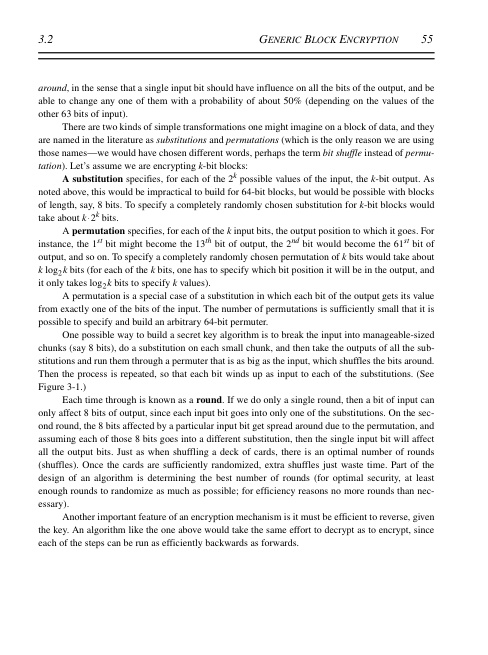 3.2 GENERIC BLOCK ENCRYPTION 55
around, in the sense that a single input bit should have influence on all the bits of the output, and be
able to change any one of them with a probability of about 50% (depending on the values of the
other 63 bits of input).
There are two kinds of simple transformations one might imagine on a block of data, and they
are named in the literature as substitutions and permutations (which is the only reason we are using
those names—we would have chosen different words, perhaps the term bit shuffle instead of permu-
tation). Let's assume we are encrypting k-bit blocks:
A substitution specifies, for each of the 2^k possible values of the input, the k-bit output. As
noted above, this would be impractical to build for 64-bit blocks, but would be possible with blocks
of length, say, 8 bits. To specify a completely randomly chosen substitution for k-bit blocks would
take about k·2^k bits.
A permutation specifies, for each of the k input bits, the output position to which it goes. For
instance, the 1^st bit might become the 13^th bit of output, the 2^nd bit would become the 61^st bit of
output, and so on. To specify a completely randomly chosen permutation of k bits would take about
k log_2 k bits (for each of the k bits, one has to specify which bit position it will be in the output, and
it only takes log_2 k bits to specify k values).
A permutation is a special case of a substitution in which each bit of the output gets its value
from exactly one of the bits of the input. The number of permutations is sufficiently small that it is
possible to specify and build an arbitrary 64-bit permuter.
One possible way to build a secret key algorithm is to break the input into manageable-sized
chunks (say 8 bits), do a substitution on each small chunk, and then take the outputs of all the sub-
stitutions and run them through a permuter that is as big as the input, which shuffles the bits around.
Then the process is repeated, so that each bit winds up as input to each of the substitutions. (See
Figure 3-1.)
Each time through is known as a round. If we do only a single round, then a bit of input can
only affect 8 bits of output, since each input bit goes into only one of the substitutions. On the sec-
ond round, the 8 bits affected by a particular input bit get spread around due to the permutation, and
assuming each of those 8 bits goes into a different substitution, then the single input bit will affect
all the output bits. Just as when shuffling a deck of cards, there is an optimal number of rounds
(shuffles). Once the cards are sufficiently randomized, extra shuffles just waste time. Part of the
design of an algorithm is determining the best number of rounds (for optimal security, at least
enough rounds to randomize as much as possible; for efficiency reasons no more rounds than nec-
essary).
Another important feature of an encryption mechanism is it must be efficient to reverse, given
the key. An algorithm like the one above would take the same effort to decrypt as to encrypt, since
each of the steps can be run as efficiently backwards as forwards.